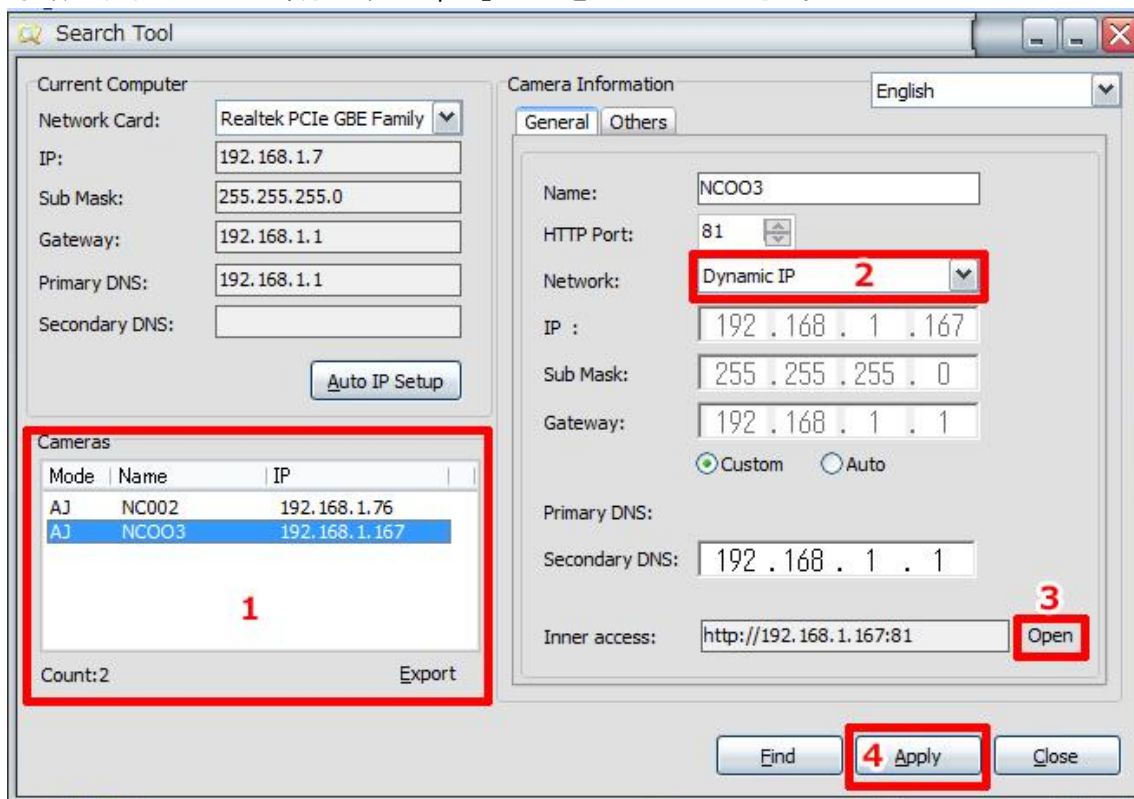 Search Tool
Current Computer
Network Card: Realtek PCIe GBE Family
IP: 192.168.1.7
Sub Mask: 255.255.255.0
Gateway: 192.168.1.1
Primary DNS: 192.168.1.1
Secondary DNS:
Auto IP Setup
Cameras
Mode Name IP
AJ NC002 192.168.1.76
AJ NCOO3 192.168.1.167
1
Count:2 Export
Camera Information English
General Others
Name: NCOO3
HTTP Port: 81
Network: Dynamic IP 2
IP : 192 . 168 . 1 . 167
Sub Mask: 255 . 255 . 255 . 0
Gateway: 192 . 168 . 1 . 1
Custom Auto
Primary DNS:
Secondary DNS: 192 . 168 . 1 . 1
3
Inner access: http://192.168.1.167:81 Open
Find 4 Apply Close